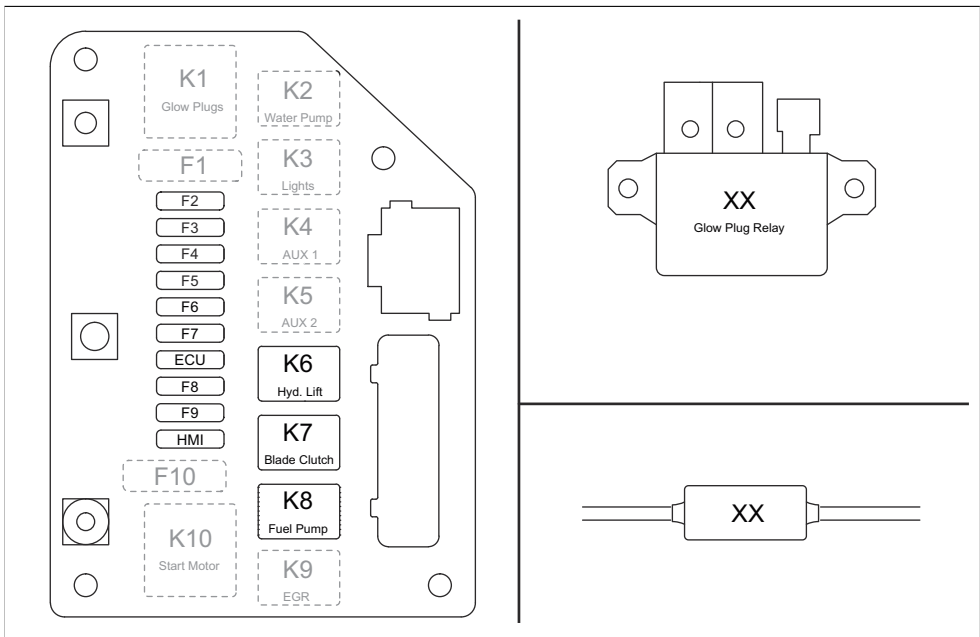 K1
Glow Plugs
K2
Water Pump
F1
K3
Lights
F2
F3
F4
F5
F6
F7
ECU
F8
F9
HMI
K4
AUX 1
K5
AUX 2
K6
Hyd. Lift
K7
Blade Clutch
F10
K8
Fuel Pump
K10
Start Motor
K9
EGR
XX
Glow Plug Relay
XX